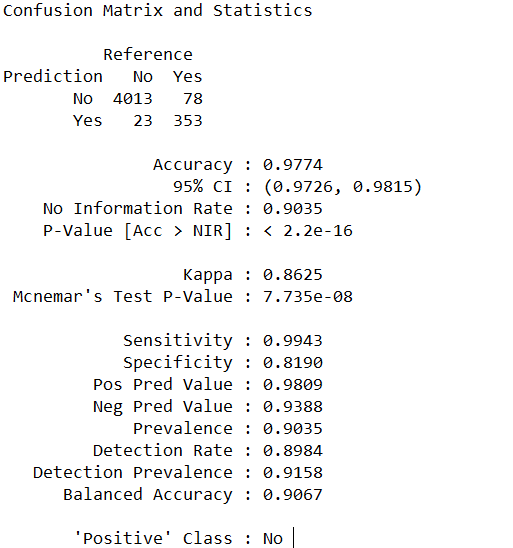 Confusion Matrix and Statistics
Reference
Prediction No Yes
No 4013 78
Yes 23 353
Accuracy : 0.9774
95% CI : (0.9726, 0.9815)
No Information Rate : 0.9035
P-Value [Acc > NIR] : < 2.2e-16
Kappa : 0.8625
Mcnemar's Test P-Value : 7.735e-08
Sensitivity : 0.9943
Specificity : 0.8190
Pos Pred Value : 0.9809
Neg Pred Value : 0.9388
Prevalence : 0.9035
Detection Rate : 0.8984
Detection Prevalence : 0.9158
Balanced Accuracy : 0.9067
'Positive' Class : No